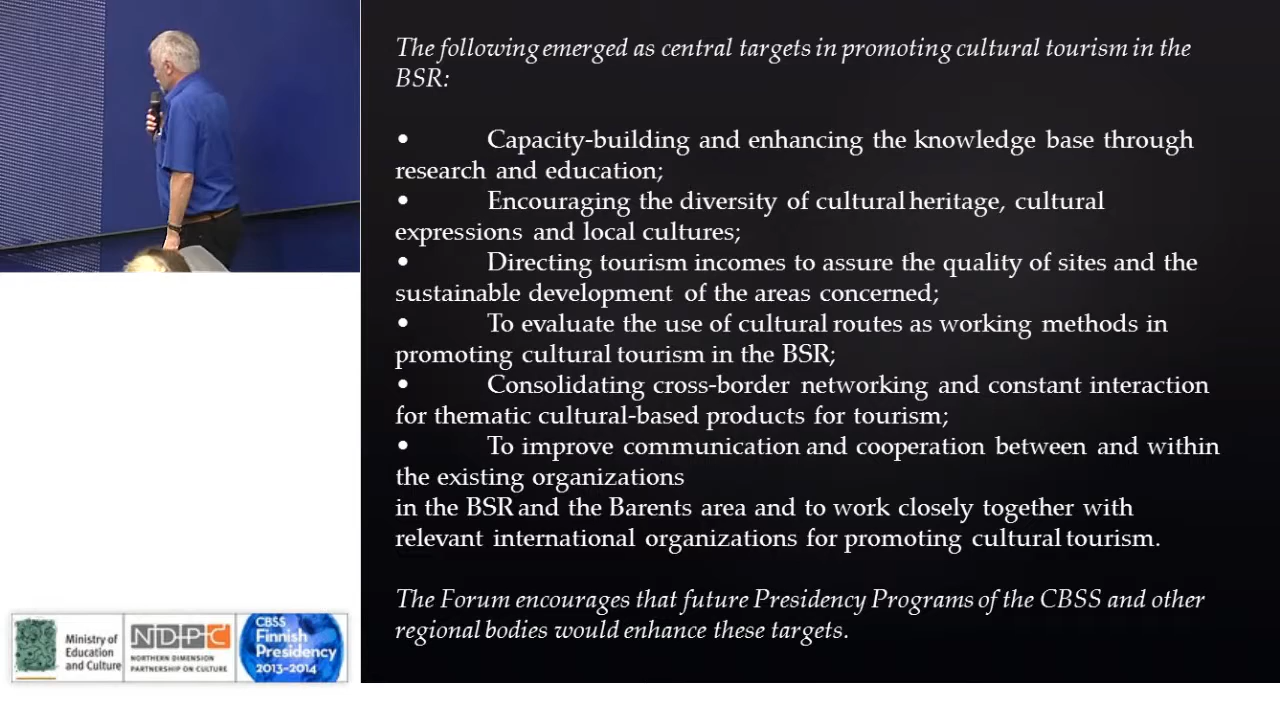 The following emerged as central targets in promoting cultural tourism in the
BSR:
• Capacity-building and enhancing the knowledge base through
research and education;
• Encouraging the diversity of cultural heritage, cultural
expressions and local cultures;
• Directing tourism incomes to assure the quality of sites and the
sustainable development of the areas concerned;
• To evaluate the use of cultural routes as working methods in
promoting cultural tourism in the BSR;
• Consolidating cross-border networking and constant interaction
for thematic cultural-based products for tourism;
• To improve communication and cooperation between and within
the existing organizations
in the BSR and the Barents area and to work closely together with
relevant international organizations for promoting cultural tourism.
The Forum encourages that future Presidency Programs of the CBSS and other
regional bodies would enhance these targets.
Ministry of
Education
and Culture
NDPC
NORTHERN DIMENSION
PARTNERSHIP ON CULTURE
CBSS
Finnish
Presidency
2013–2014